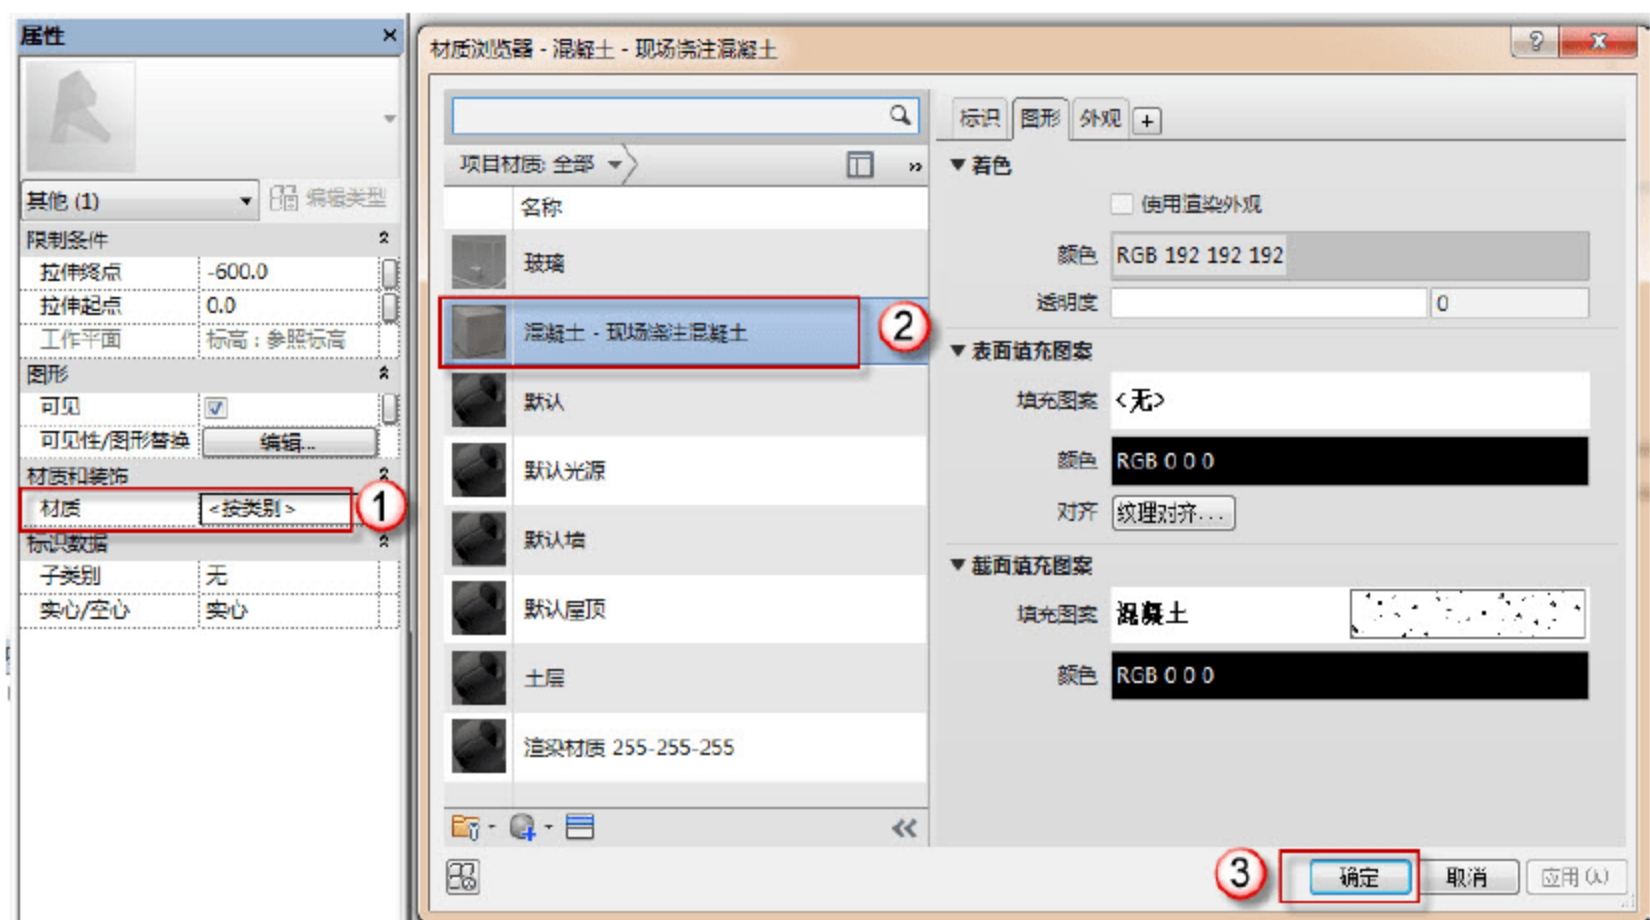 属性
其他 (1)
编辑类型
限制条件
拉伸终点 -600.0
拉伸起点 0.0
工作平面 标高 : 参照标高
图形
可见
可见性/图形替换 编辑...
材质和装饰
材质 <按类别>
1
标识数据
子类别 无
实心/空心 实心
材质浏览器 - 混凝土 - 现场浇注混凝土
?
项目材质: 全部
»
名称
玻璃
混凝土 - 现场浇注混凝土
2
默认
默认光源
默认墙
默认屋顶
土层
渲染材质 255-255-255
标识 图形 外观 +
着色
使用渲染外观
颜色 RGB 192 192 192
透明度 0
表面填充图案
填充图案 <无>
颜色 RGB 0 0 0
对齐 纹理对齐...
截面填充图案
填充图案 混凝土
颜色 RGB 0 0 0
3
确定 取消 应用 (A)